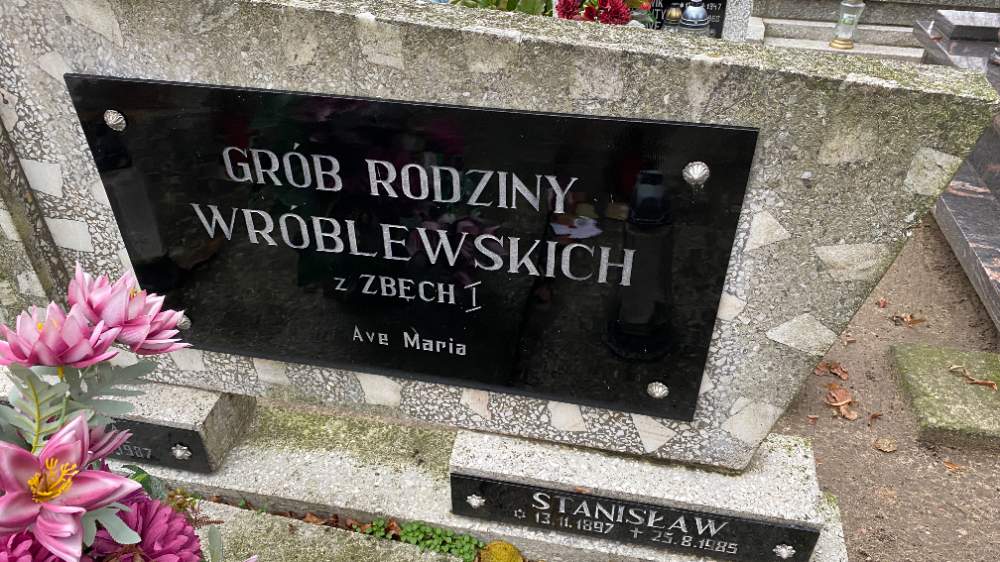 GRÓB RODZINY
WRÓBLEWSKICH
z ZBĘCH I
Ave Maria
STANISŁAW
☆ 13.11.1897 ✝ 25.8.1985